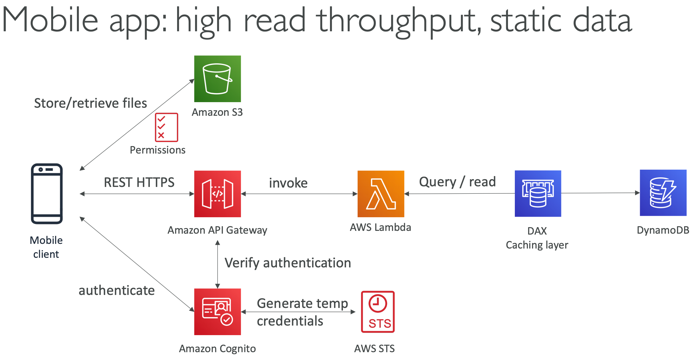 Mobile app: high read throughput, static data
Store/retrieve files
Amazon S3
Permissions
REST HTTPS
invoke
Query / read
Mobile
client
Amazon API Gateway
AWS Lambda
DAX
Caching layer
DynamoDB
Verify authentication
authenticate
Generate temp
credentials
STS
Amazon Cognito
AWS STS